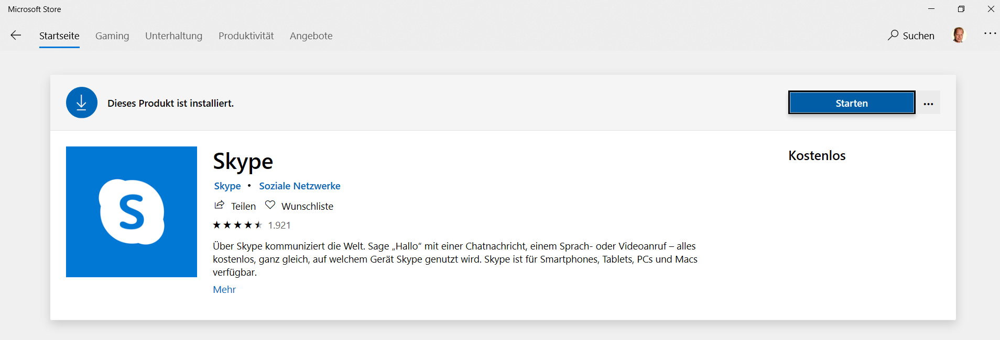 Microsoft Store
Startseite Gaming Unterhaltung Produktivität Angebote Suchen
Dieses Produkt ist installiert. Starten
S
Skype Kostenlos
Skype • Soziale Netzwerke
Teilen Wunschliste
1.921
Über Skype kommuniziert die Welt. Sage „Hallo“ mit einer Chatnachricht, einem Sprach- oder Videoanruf – alles
kostenlos, ganz gleich, auf welchem Gerät Skype genutzt wird. Skype ist für Smartphones, Tablets, PCs und Macs
verfügbar.
Mehr